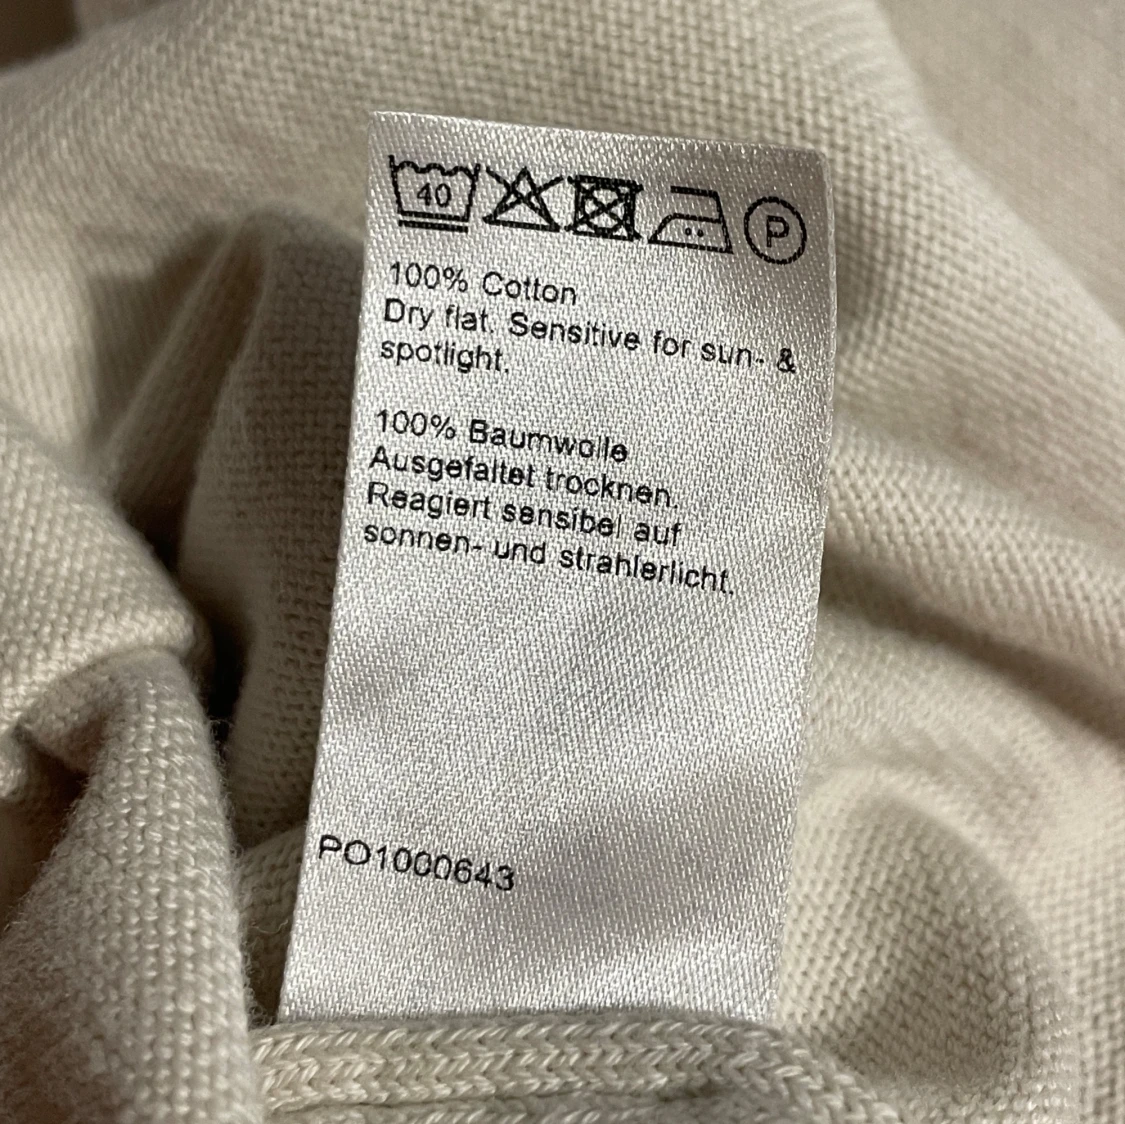 40 P
100% Cotton
Dry flat. Sensitive for sun- &
spotlight.
100% Baumwolle
Ausgefaltet trocknen.
Reagiert sensibel auf
sonnen- und strahlerlicht.
PO1000643